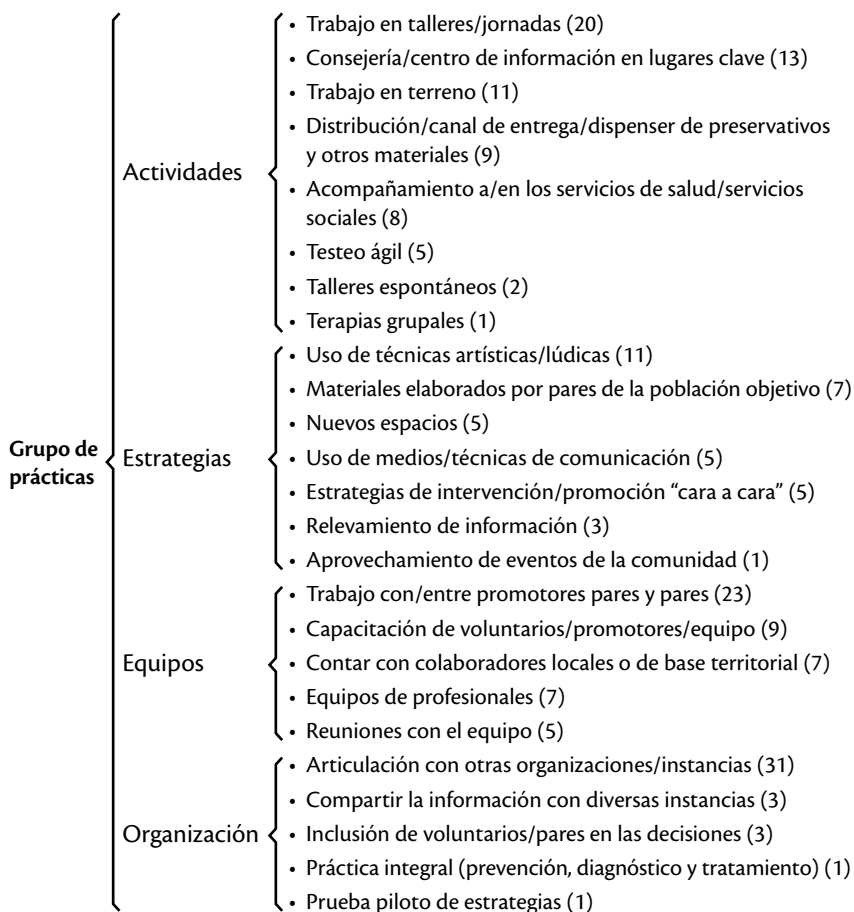 • Trabajo en talleres/jornadas (20)
• Consejería/centro de información en lugares clave (13)
• Trabajo en terreno (11)
• Distribución/canal de entrega/dispenser de preservativos
y otros materiales (9)
Actividades
• Acompañamiento a/en los servicios de salud/servicios
sociales (8)
• Testeo ágil (5)
• Talleres espontáneos (2)
• Terapias grupales (1)
• Uso de técnicas artísticas/lúdicas (11)
• Materiales elaborados por pares de la población objetivo (7)
• Nuevos espacios (5)
Grupo de
prácticas
Estrategias
• Uso de medios/técnicas de comunicación (5)
• Estrategias de intervención/promoción “cara a cara” (5)
• Relevamiento de información (3)
• Aprovechamiento de eventos de la comunidad (1)
• Trabajo con/entre promotores pares y pares (23)
• Capacitación de voluntarios/promotores/equipo (9)
Equipos
• Contar con colaboradores locales o de base territorial (7)
• Equipos de profesionales (7)
• Reuniones con el equipo (5)
• Articulación con otras organizaciones/instancias (31)
• Compartir la información con diversas instancias (3)
Organización
• Inclusión de voluntarios/pares en las decisiones (3)
• Práctica integral (prevención, diagnóstico y tratamiento) (1)
• Prueba piloto de estrategias (1)